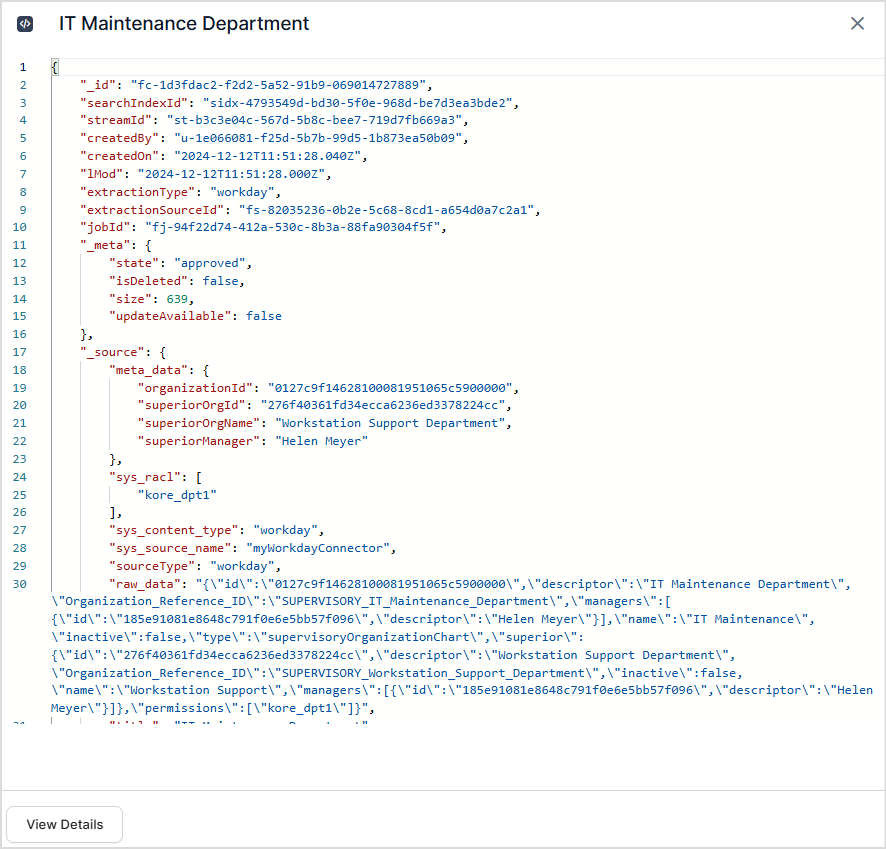 IT Maintenance Department
1 {
2 "_id": "fc-1d3fdac2-f2d2-5a52-91b9-069014727889",
3 "searchIndexId": "sidx-4793549d-bd30-5f0e-968d-be7d3ea3bde2",
4 "streamId": "st-b3c3e04c-567d-5b8c-bee7-719d7fb669a3",
5 "createdBy": "u-1e066081-f25d-5b7b-99d5-1b873ea50b09",
6 "createdOn": "2024-12-12T11:51:28.040Z",
7 "lMod": "2024-12-12T11:51:28.000Z",
8 "extractionType": "workday",
9 "extractionSourceId": "fs-82035236-0b2e-5c68-8cd1-a654d0a7c2a1",
10 "jobId": "fj-94f22d74-412a-530c-8b3a-88fa90304f5f",
11 "_meta": {
12 "state": "approved",
13 "isDeleted": false,
14 "size": 639,
15 "updateAvailable": false
16 },
17 "_source": {
18 "meta_data": {
19 "organizationId": "0127c9f14628100081951065c5900000",
20 "superiorOrgId": "276f40361fd34ecca6236ed3378224cc",
21 "superiorOrgName": "Workstation Support Department",
22 "superiorManager": "Helen Meyer"
23 },
24 "sys_racl": [
25 "kore_dpt1"
26 ],
27 "sys_content_type": "workday",
28 "sys_source_name": "myWorkdayConnector",
29 "sourceType": "workday",
30 "raw_data": "{\"id\":\"0127c9f14628100081951065c5900000\",\"descriptor\":\"IT Maintenance Department\",
\"Organization_Reference_ID\":\"SUPERVISORY_IT_Maintenance_Department\",\"managers\":[
{\"id\":\"185e91081e8648c791f0e6e5bb57f096\",\"descriptor\":\"Helen Meyer\"}],\"name\":\"IT Maintenance\",
\"inactive\":false,\"type\":\"supervisoryOrganizationChart\",\"superior\":
{\"id\":\"276f40361fd34ecca6236ed3378224cc\",\"descriptor\":\"Workstation Support Department\",
\"Organization_Reference_ID\":\"SUPERVISORY_Workstation_Support_Department\",\"inactive\":false,
\"name\":\"Workstation Support\",\"managers\":[{\"id\":\"185e91081e8648c791f0e6e5bb57f096\",\"descriptor\":\"Helen
Meyer\"}]},\"permissions\":[\"kore_dpt1\"]}",
View Details